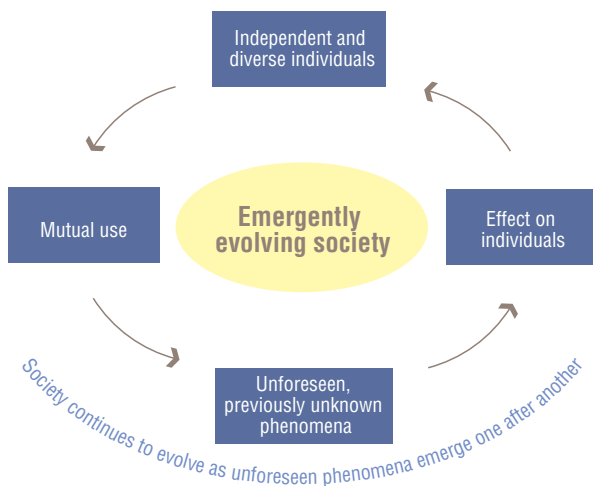 Independent and
diverse individuals
Mutual use
Emergently
evolving society
Effect on
individuals
Unforeseen,
previously unknown
phenomena
Society continues to evolve as unforeseen phenomena emerge one after another